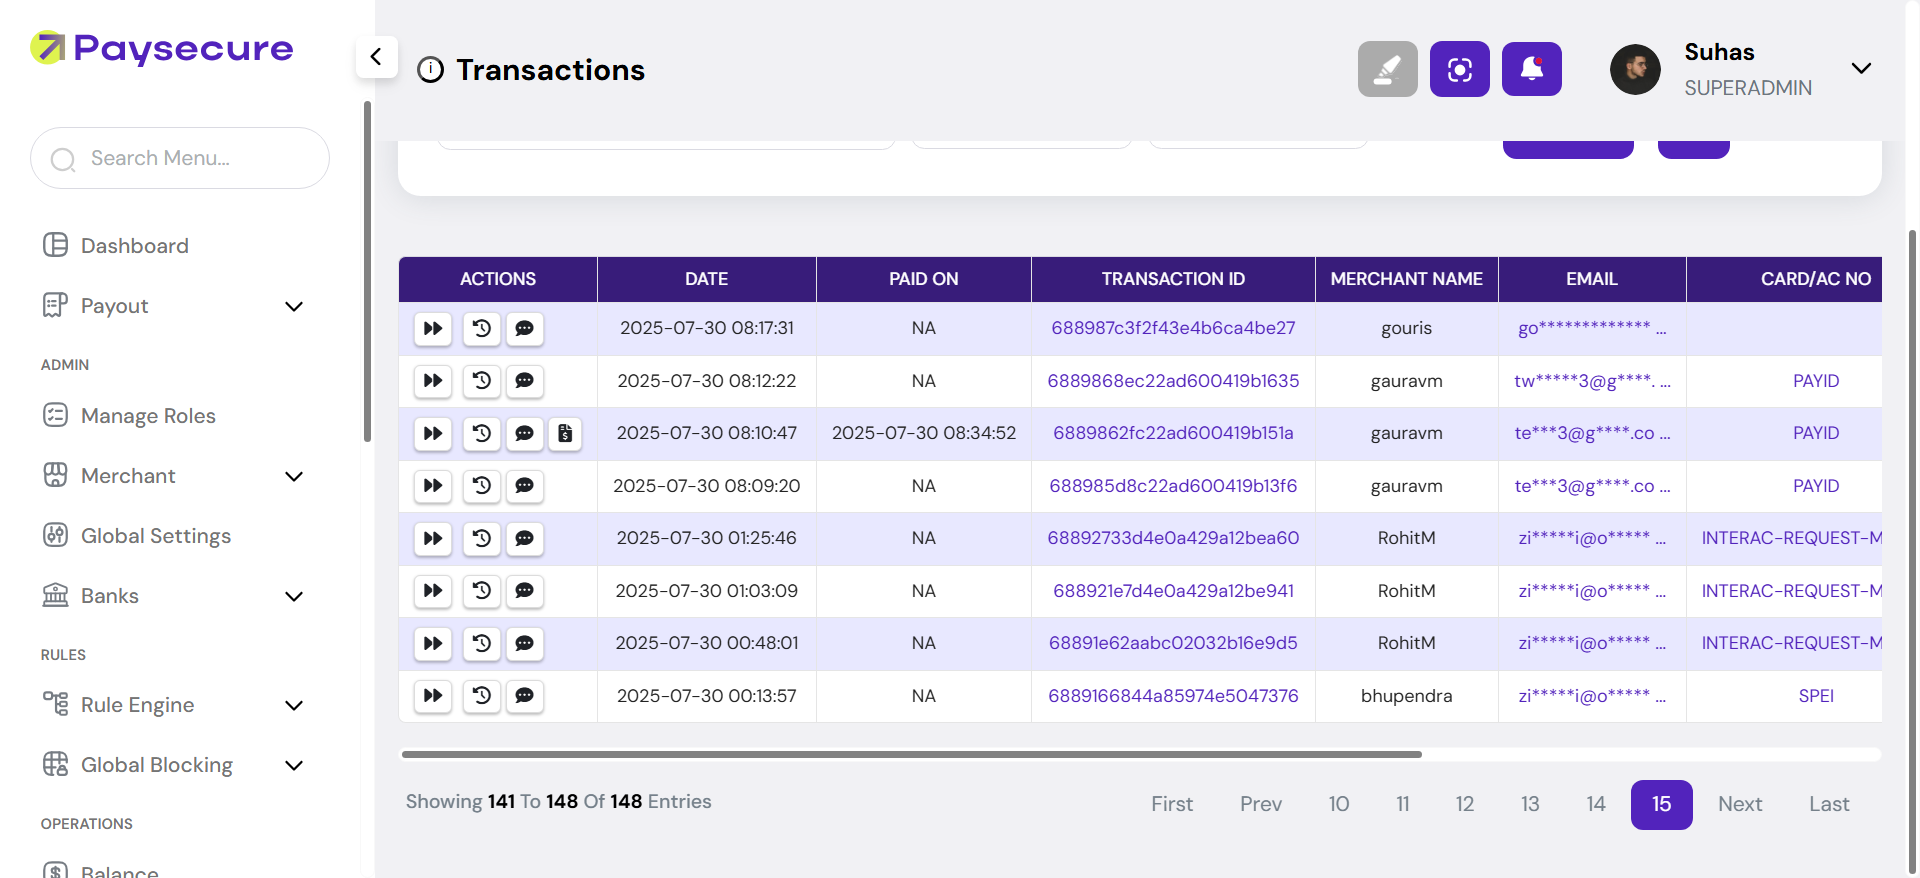 Paysecure
Transactions
Suhas
SUPERADMIN
Search Menu...
Dashboard
Payout
ADMIN
Manage Roles
Merchant
Global Settings
Banks
RULES
Rule Engine
Global Blocking
OPERATIONS
Balance
ACTIONS DATE PAID ON TRANSACTION ID MERCHANT NAME EMAIL CARD/AC NO
2025-07-30 08:17:31 NA 688987c3f2f43e4b6ca4be27 gouris go************* ...
2025-07-30 08:12:22 NA 6889868ec22ad600419b1635 gauravm tw*****3@g****. ... PAYID
2025-07-30 08:10:47 2025-07-30 08:34:52 6889862fc22ad600419b151a gauravm te***3@g****.co ... PAYID
2025-07-30 08:09:20 NA 688985d8c22ad600419b13f6 gauravm te***3@g****.co ... PAYID
2025-07-30 01:25:46 NA 68892733d4e0a429a12bea60 RohitM zi*****i@o***** ... INTERAC-REQUEST-M
2025-07-30 01:03:09 NA 688921e7d4e0a429a12be941 RohitM zi*****i@o***** ... INTERAC-REQUEST-M
2025-07-30 00:48:01 NA 68891e62aabc02032b16e9d5 RohitM zi*****i@o***** ... INTERAC-REQUEST-M
2025-07-30 00:13:57 NA 6889166844a85974e5047376 bhupendra zi*****i@o***** ... SPEI
Showing 141 To 148 Of 148 Entries
First Prev 10 11 12 13 14 15 Next Last